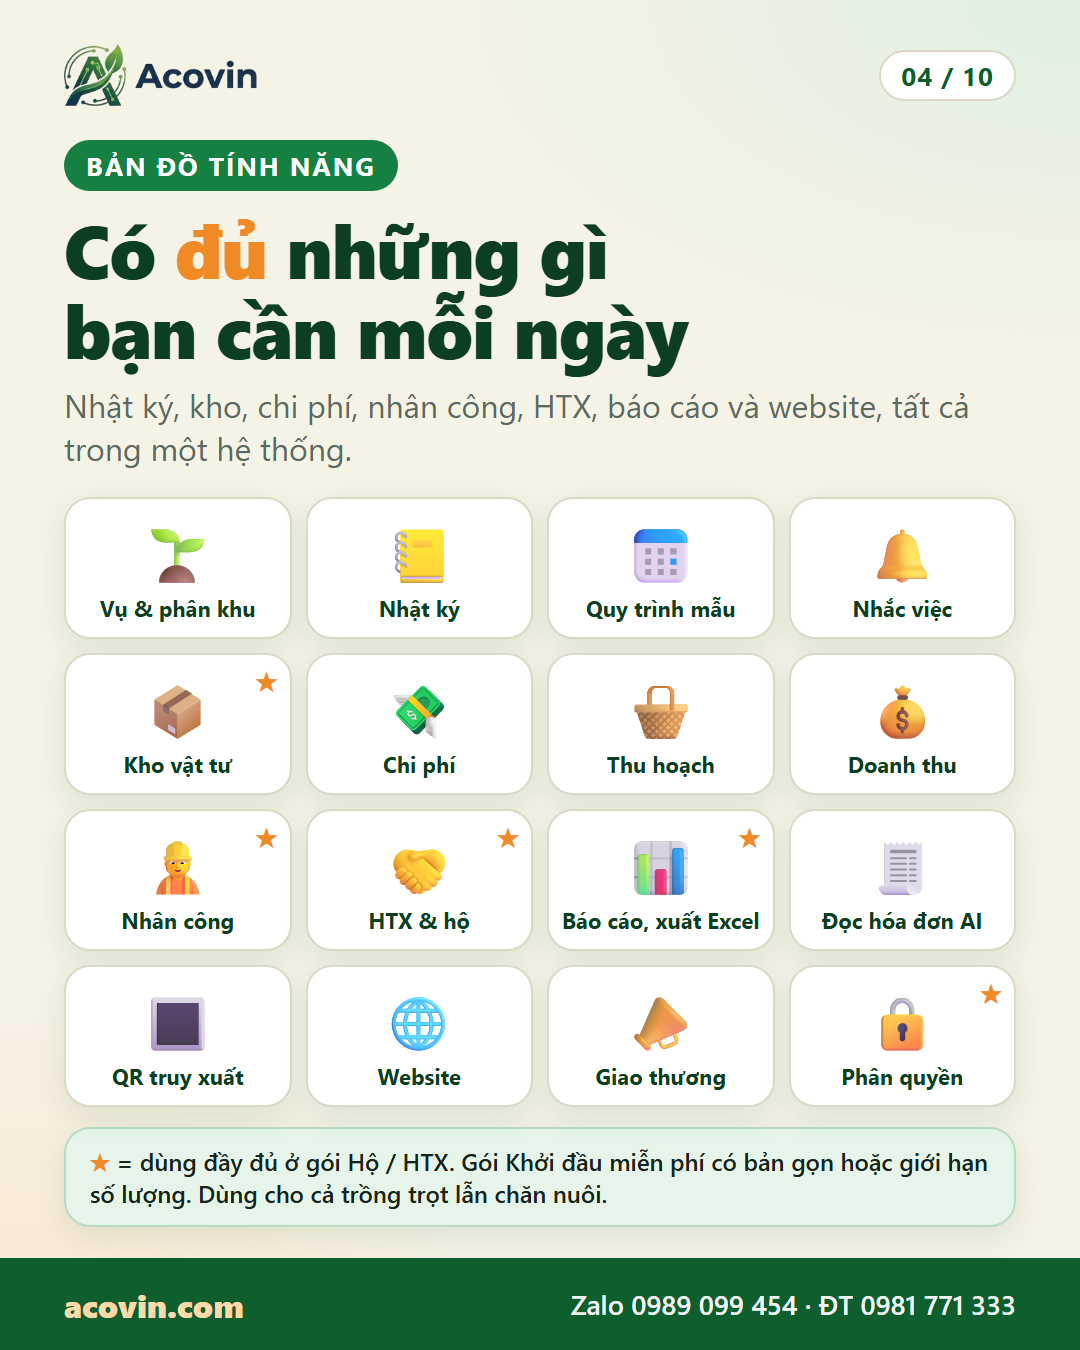 Acovin
04 / 10
BẢN ĐỒ TÍNH NĂNG
Có đủ những gì
bạn cần mỗi ngày
Nhật ký, kho, chi phí, nhân công, HTX, báo cáo và website, tất cả
trong một hệ thống.
Vụ & phân khu
Nhật ký
Quy trình mẫu
Nhắc việc
★
Kho vật tư
Chi phí
Thu hoạch
Doanh thu
★
Nhân công
★
HTX & hộ
★
Báo cáo, xuất Excel
Đọc hóa đơn AI
QR truy xuất
Website
Giao thương
★
Phân quyền
★ = dùng đầy đủ ở gói Hộ / HTX. Gói Khởi đầu miễn phí có bản gọn hoặc giới hạn
số lượng. Dùng cho cả trồng trọt lẫn chăn nuôi.
acovin.com
Zalo 0989 099 454 · ĐT 0981 771 333